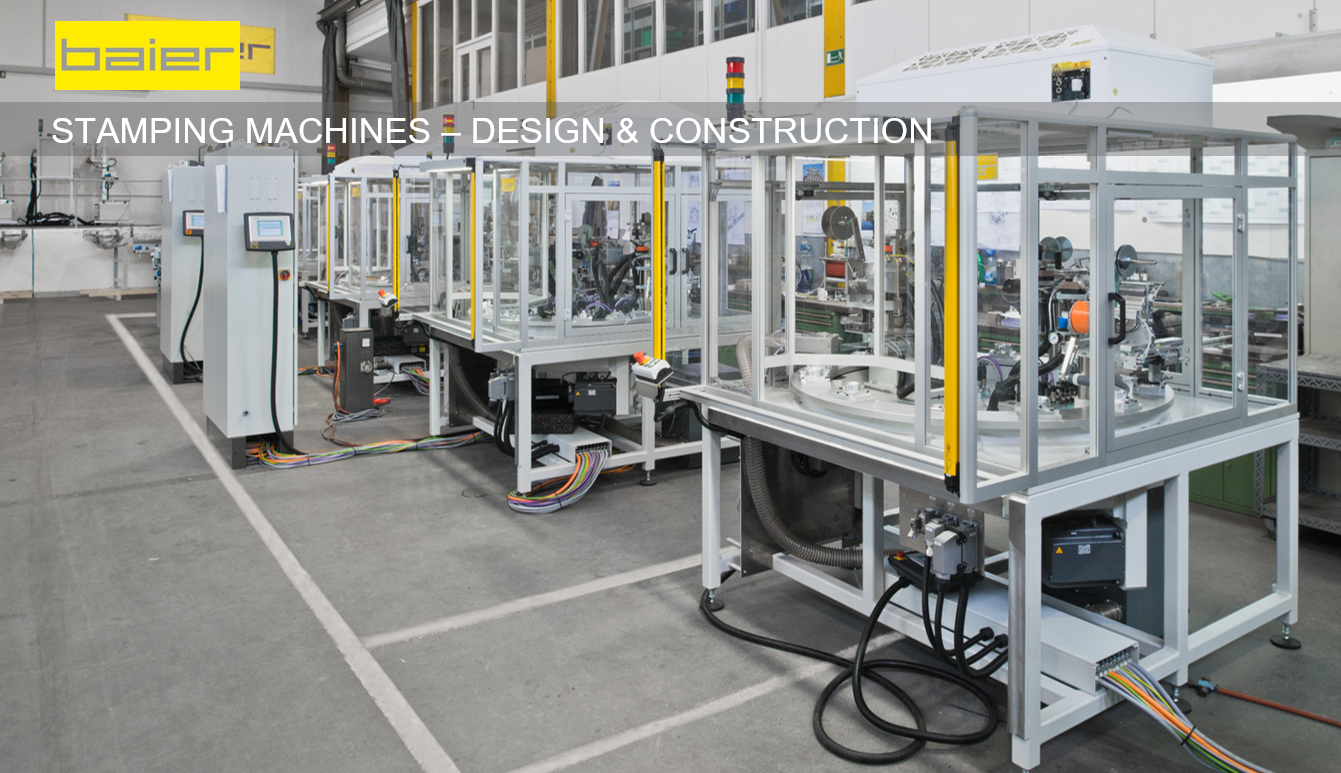 baier
STAMPING MACHINES – DESIGN & CONSTRUCTION